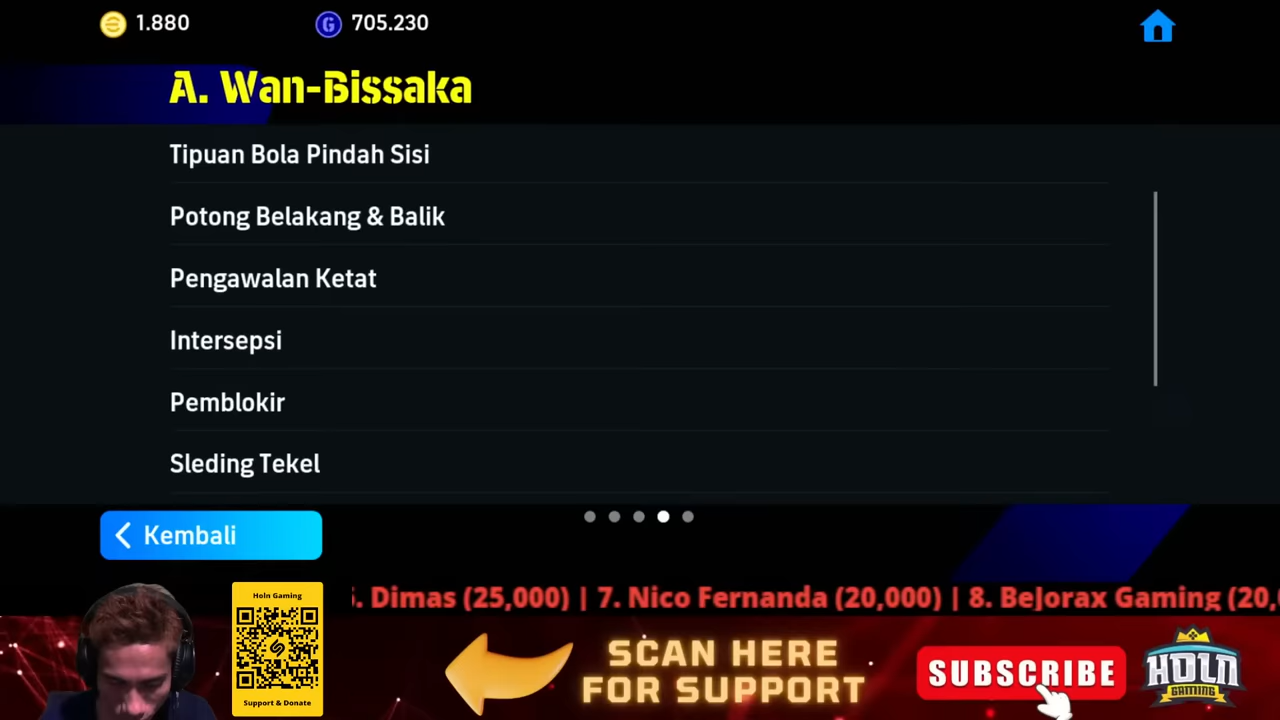 1.880
705.230
A. Wan-Bissaka
Tipuan Bola Pindah Sisi
Potong Belakang & Balik
Pengawalan Ketat
Intersepsi
Pemblokir
Sleding Tekel
Kembali
. Dimas (25,000) | 7. Nico Fernanda (20,000) | 8. BeJorax Gaming (20,
Holn Gaming
Support & Donate
SCAN HERE
FOR SUPPORT
SUBSCRIBE
HOLN
GAMING